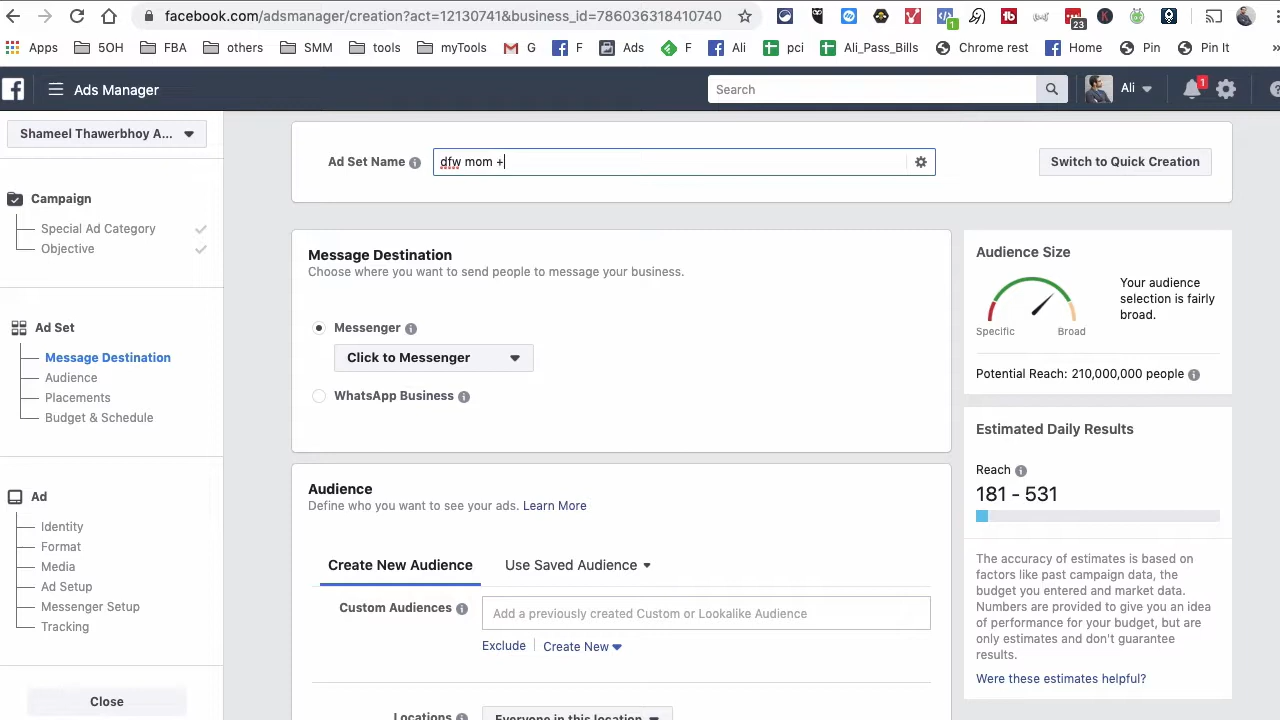 facebook.com/adsmanager/creation?act=12130741&business_id=786036318410740
1
23
Apps
5OH
FBA
others
SMM
tools
myTools
G
F
Ads
F
Ali
pci
Ali_Pass_Bills
Chrome rest
Home
Pin
Pin It
»
Ads Manager
Search
Ali
1
Shameel Thawerbhoy A...
Ad Set Name
dfw mom +
Switch to Quick Creation
Campaign
Special Ad Category
Objective
Ad Set
Message Destination
Audience
Placements
Budget & Schedule
Ad
Identity
Format
Media
Ad Setup
Messenger Setup
Tracking
Close
Message Destination
Choose where you want to send people to message your business.
Messenger
Click to Messenger
WhatsApp Business
Audience
Define who you want to see your ads. Learn More
Create New Audience
Use Saved Audience
Custom Audiences
Add a previously created Custom or Lookalike Audience
Exclude
Create New
Locations
Everyone in this location
Audience Size
Your audience
selection is fairly
broad.
Specific
Broad
Potential Reach: 210,000,000 people
Estimated Daily Results
Reach
181 - 531
The accuracy of estimates is based on
factors like past campaign data, the
budget you entered and market data.
Numbers are provided to give you an idea
of performance for your budget, but are
only estimates and don't guarantee
results.
Were these estimates helpful?